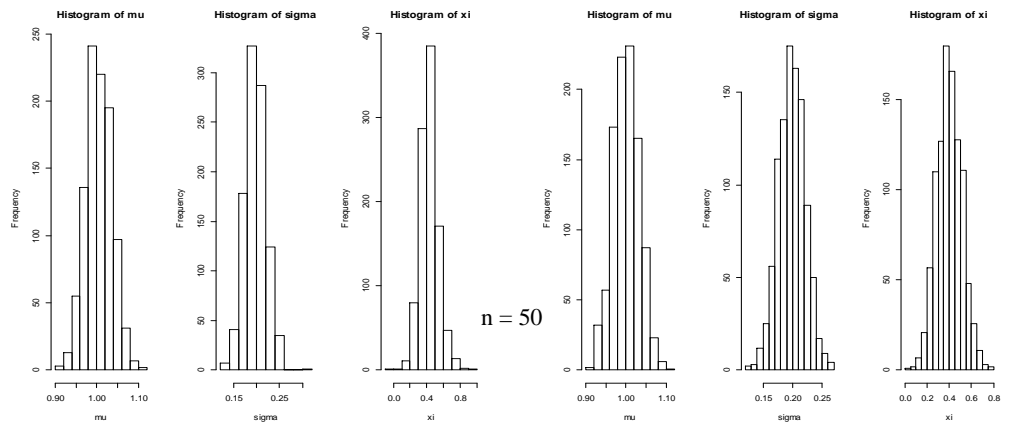 Histogram of mu
Frequency
0
50
100
150
200
250
0.90
1.00
1.10
mu
Histogram of sigma
Frequency
0
50
100
150
200
250
300
0.15
0.25
sigma
Histogram of xi
Frequency
0
100
200
300
400
0.0
0.4
0.8
xi
n = 50
Histogram of mu
Frequency
0
50
100
150
200
0.90
1.00
1.10
mu
Histogram of sigma
Frequency
0
50
100
150
0.15
0.20
0.25
sigma
Histogram of xi
Frequency
0
50
100
150
0.0
0.2
0.4
0.6
0.8
xi